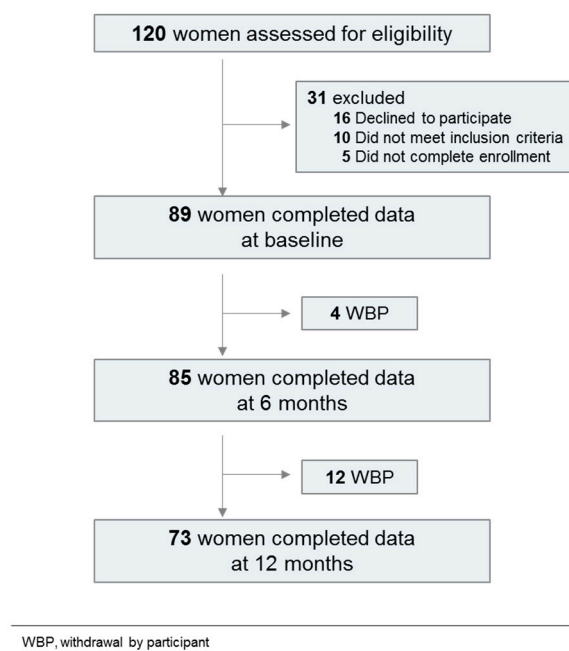 120 women assessed for eligibility
31 excluded
16 Declined to participate
10 Did not meet inclusion criteria
5 Did not complete enrollment
89 women completed data
at baseline
4 WBP
85 women completed data
at 6 months
12 WBP
73 women completed data
at 12 months
WBP, withdrawal by participant